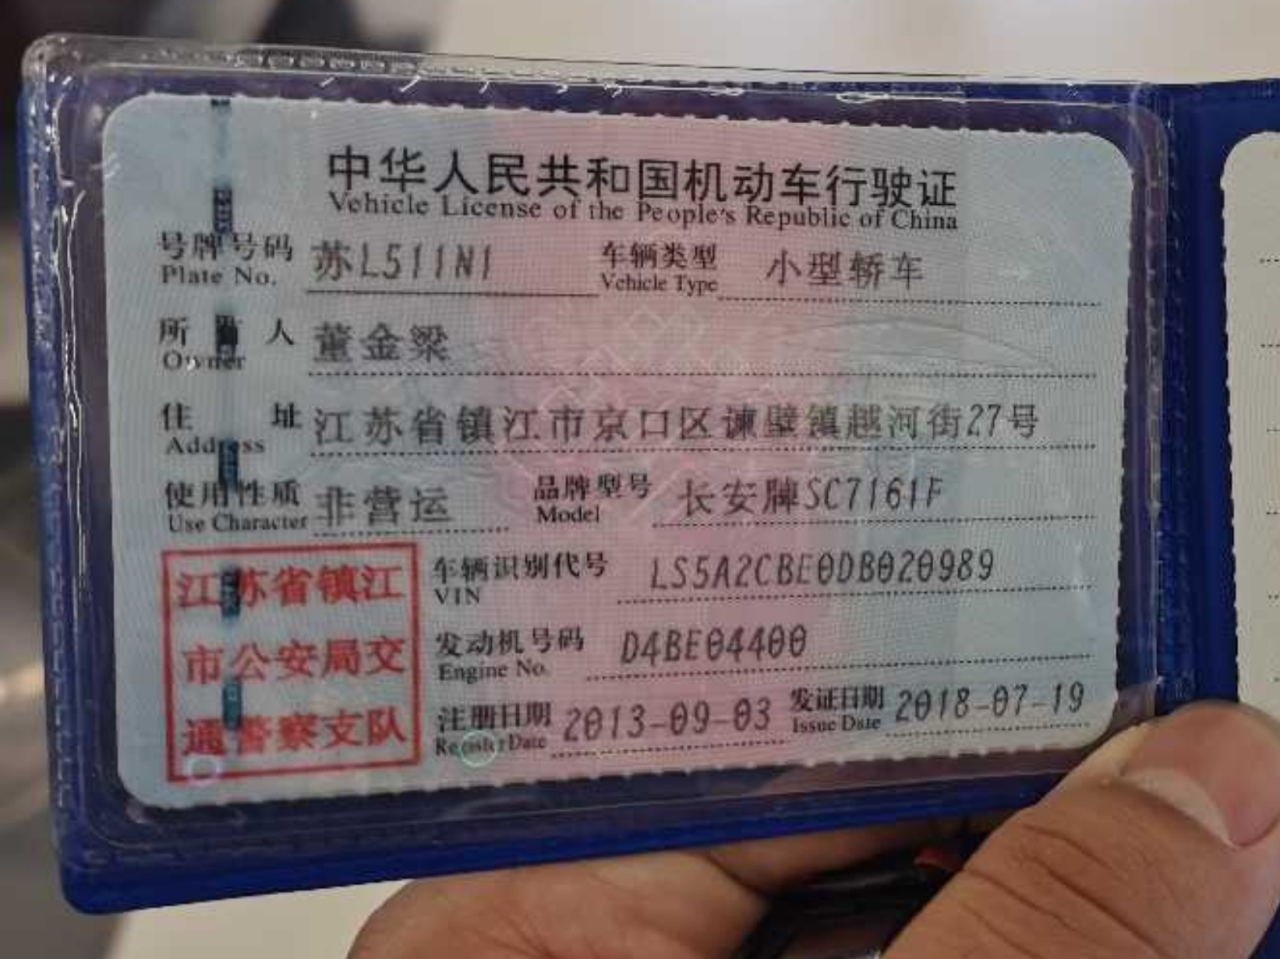 中华人民共和国机动车行驶证
Vehicle License of the People's Republic of China
号牌号码 苏L511N1 车辆类型 小型轿车
Plate No. Vehicle Type
所有人 董金梁
Owner
住址 江苏省镇江市京口区谏壁镇越河街27号
Address
使用性质 非营运 品牌型号 长安牌SC7161F
Use Character Model
江苏省镇江
市公安局交
通警察支队
车辆识别代号 LS5A2CBE0DB020989
VIN
发动机号码 D4BE04400
Engine No.
注册日期 2013-09-03 发证日期 2018-07-19
Register Date Issue Date